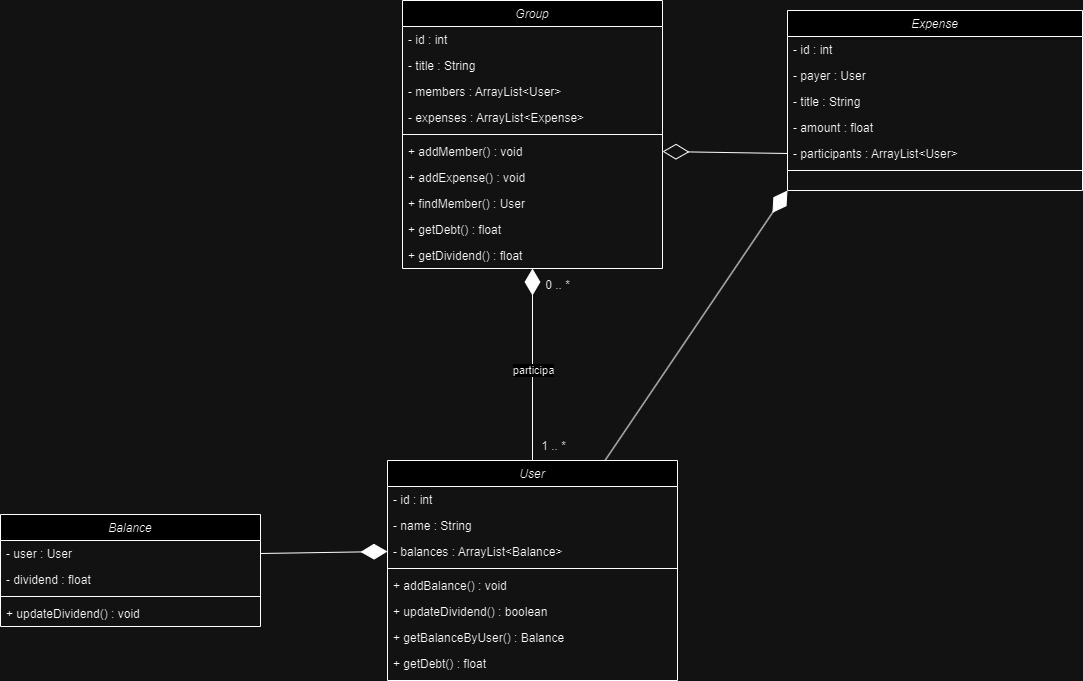 Group
- id : int
- title : String
- members : ArrayList<User>
- expenses : ArrayList<Expense>
+ addMember() : void
+ addExpense() : void
+ findMember() : User
+ getDebt() : float
+ getDividend() : float
Expense
- id : int
- payer : User
- title : String
- amount : float
- participants : ArrayList<User>
0 .. *
participa
1 .. *
User
- id : int
- name : String
- balances : ArrayList<Balance>
+ addBalance() : void
+ updateDividend() : boolean
+ getBalanceByUser() : Balance
+ getDebt() : float
Balance
- user : User
- dividend : float
+ updateDividend() : void